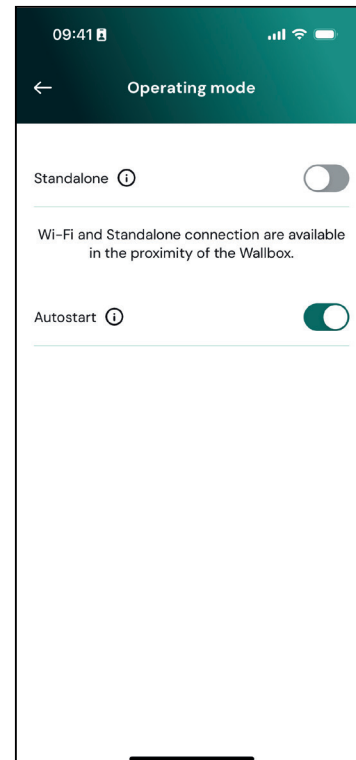 09:41
Operating mode
Standalone
Wi-Fi and Standalone connection are available
in the proximity of the Wallbox.
Autostart